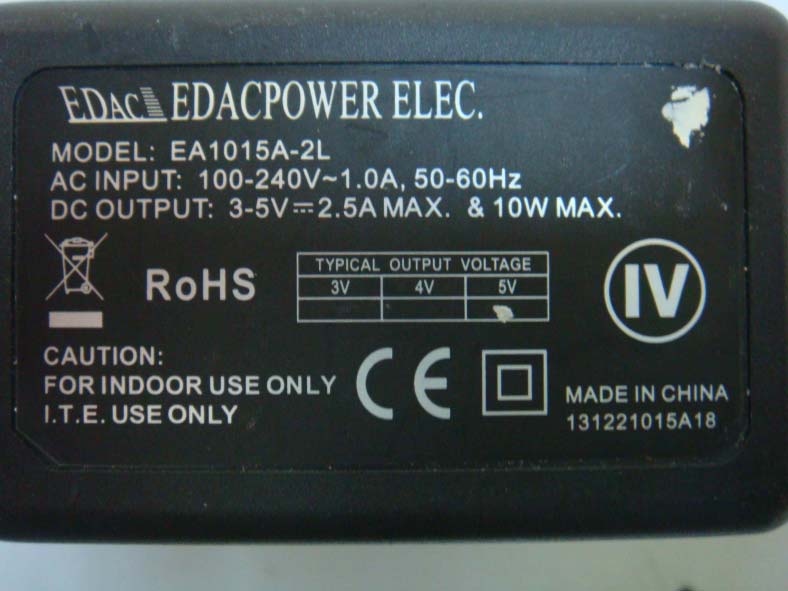 EDAC EDACPOWER ELEC.
MODEL: EA1015A-2L
AC INPUT: 100-240V~1.0A, 50-60Hz
DC OUTPUT: 3-5V⎓2.5A MAX. & 10W MAX.
RoHS
TYPICAL OUTPUT VOLTAGE
3V 4V 5V
IV
CAUTION:
FOR INDOOR USE ONLY
I.T.E. USE ONLY
CE
MADE IN CHINA
131221015A18